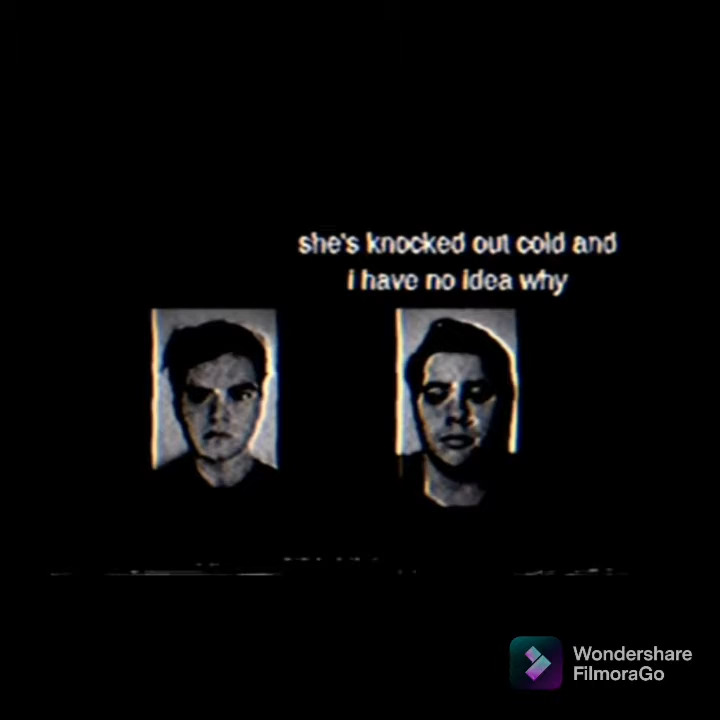 she's knocked out cold and
i have no idea why
Wondershare
FilmoraGo